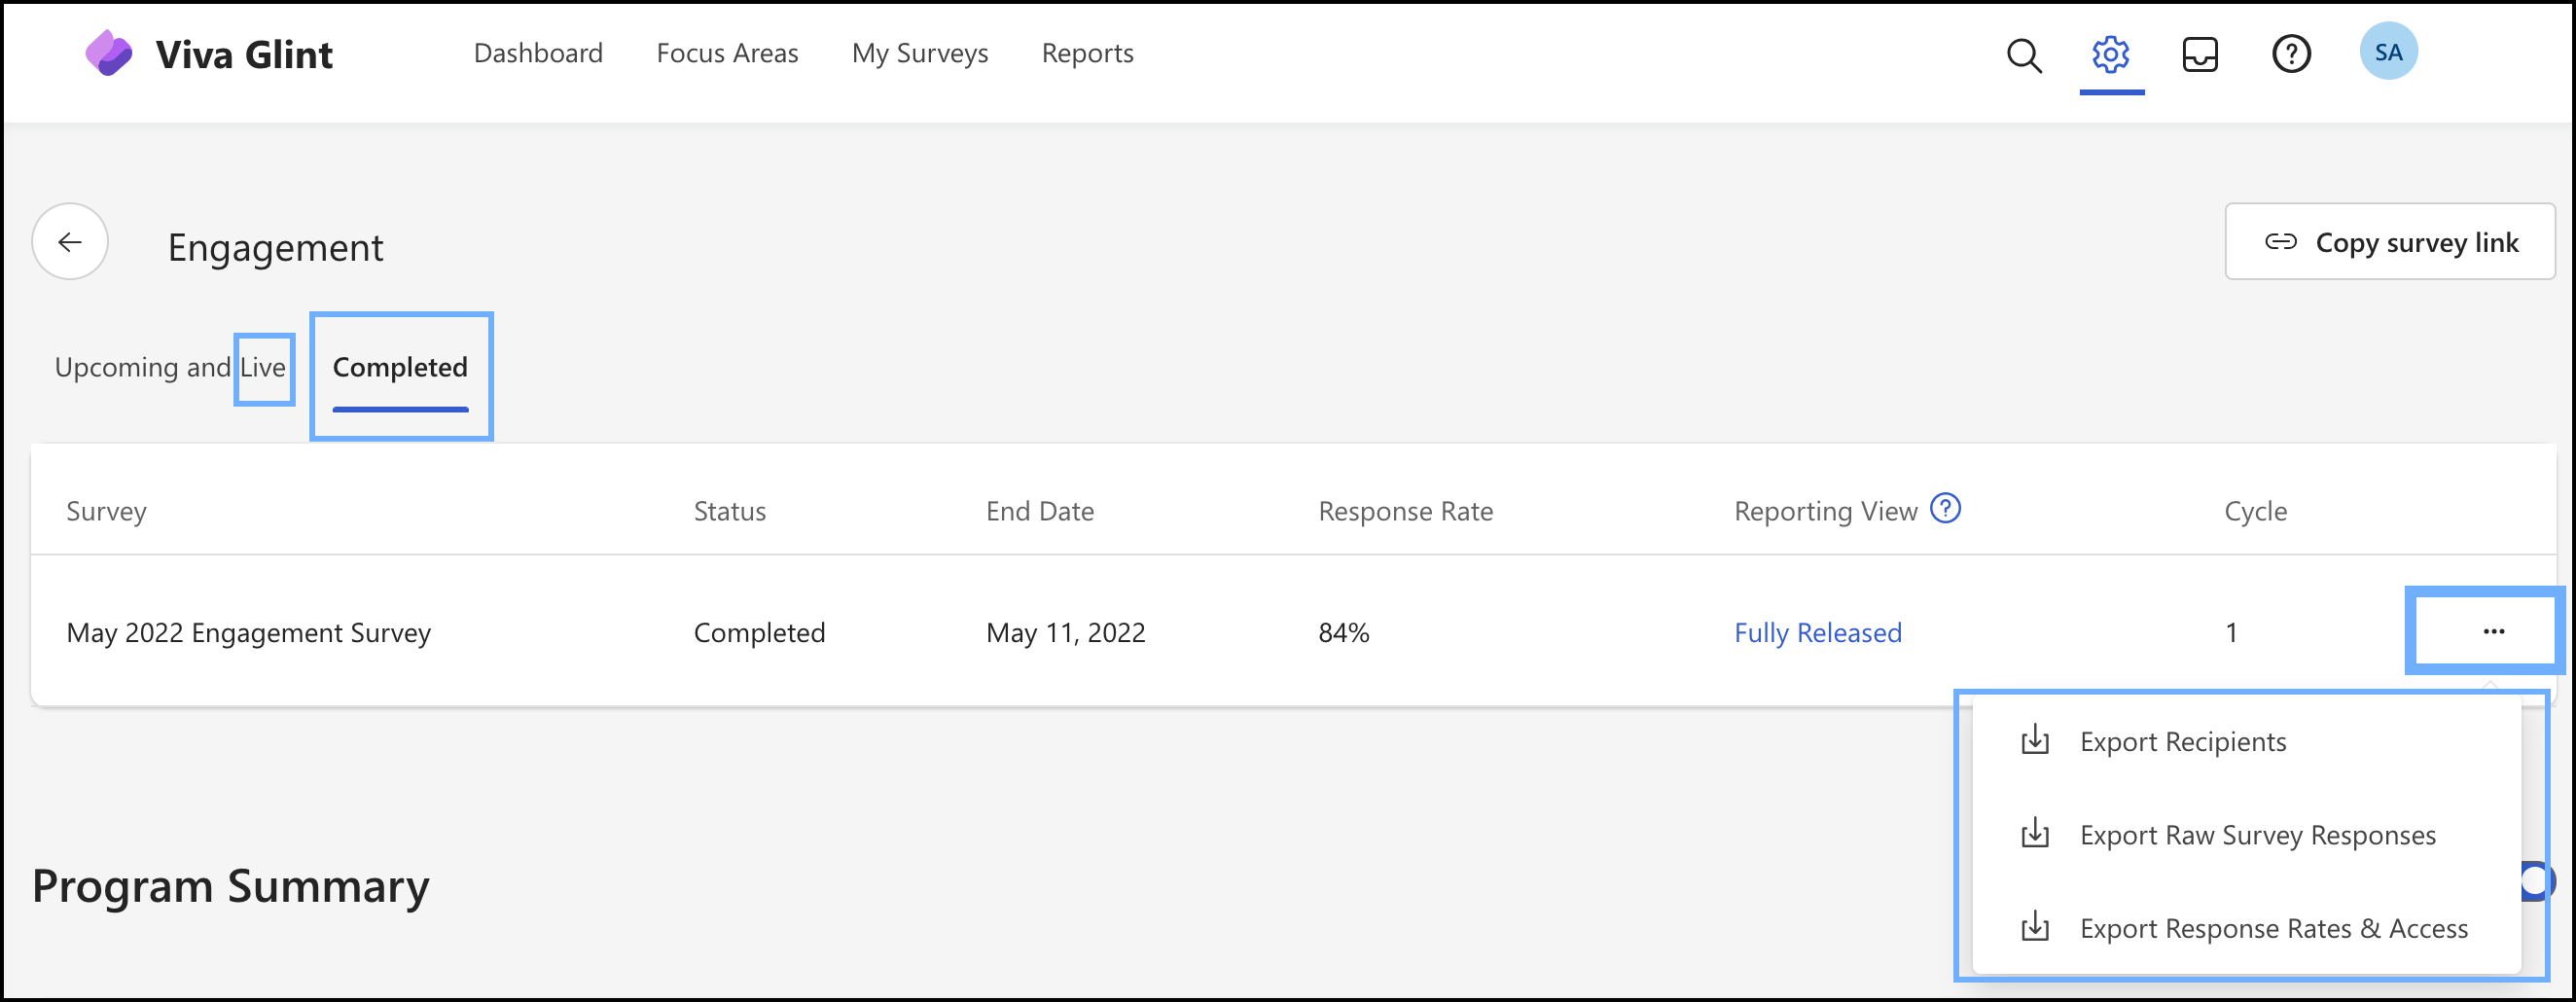 Viva Glint Dashboard Focus Areas My Surveys Reports SA
Engagement Copy survey link
Upcoming and Live Completed
Survey Status End Date Response Rate Reporting View Cycle
May 2022 Engagement Survey Completed May 11, 2022 84% Fully Released 1 ...
Export Recipients
Export Raw Survey Responses
Program Summary
Export Response Rates & Access